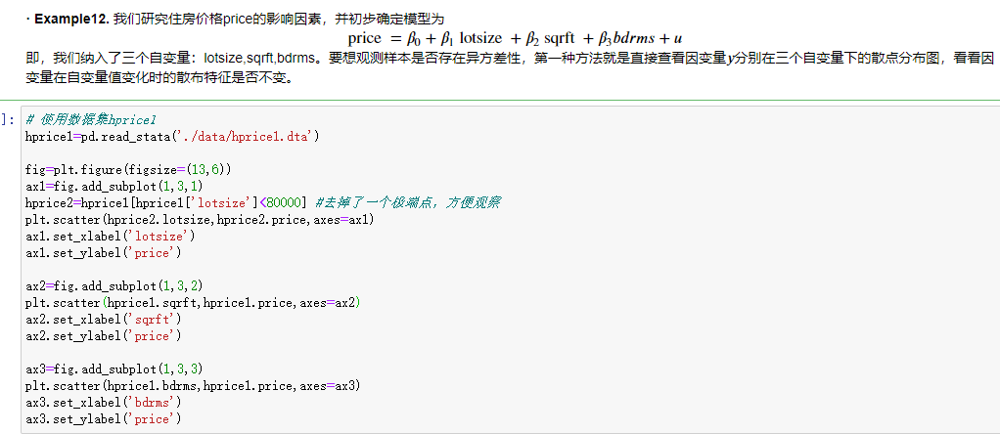 · Example12. 我们研究住房价格price的影响因素，并初步确定模型为
price = β0 + β1 lotsize + β2 sqrft + β3bdrms + u
即，我们纳入了三个自变量：lotsize,sqrft,bdrms。要想观测样本是否存在异方差性，第一种方法就是直接查看因变量y分别在三个自变量下的散点分布图，看看因
变量在自变量值变化时的散布特征是否不变。
]: # 使用数据集hprice1
hprice1=pd.read_stata('./data/hprice1.dta')
fig=plt.figure(figsize=(13,6))
ax1=fig.add_subplot(1,3,1)
hprice2=hprice1[hprice1['lotsize']<80000] #去掉了一个极端点，方便观察
plt.scatter(hprice2.lotsize,hprice2.price,axes=ax1)
ax1.set_xlabel('lotsize')
ax1.set_ylabel('price')
ax2=fig.add_subplot(1,3,2)
plt.scatter(hprice1.sqrft,hprice1.price,axes=ax2)
ax2.set_xlabel('sqrft')
ax2.set_ylabel('price')
ax3=fig.add_subplot(1,3,3)
plt.scatter(hprice1.bdrms,hprice1.price,axes=ax3)
ax3.set_xlabel('bdrms')
ax3.set_ylabel('price')